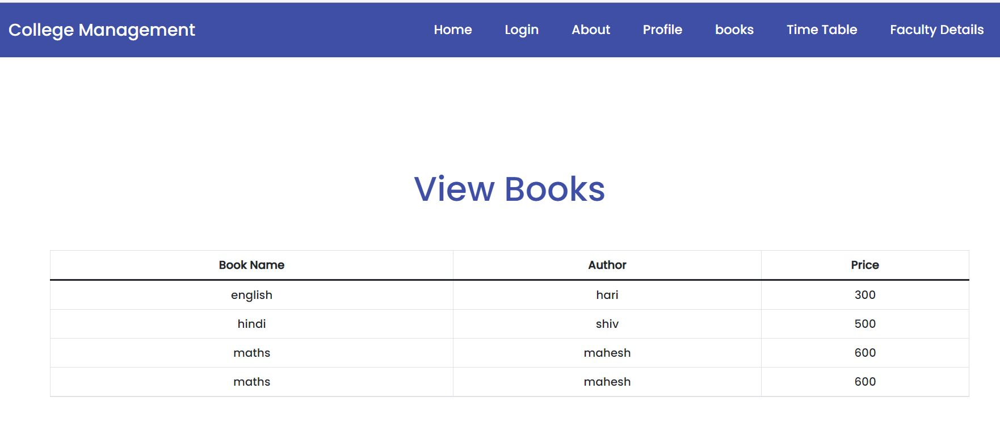 College Management Home Login About Profile books Time Table Faculty Details
View Books
Book Name Author Price
english hari 300
hindi shiv 500
maths mahesh 600
maths mahesh 600